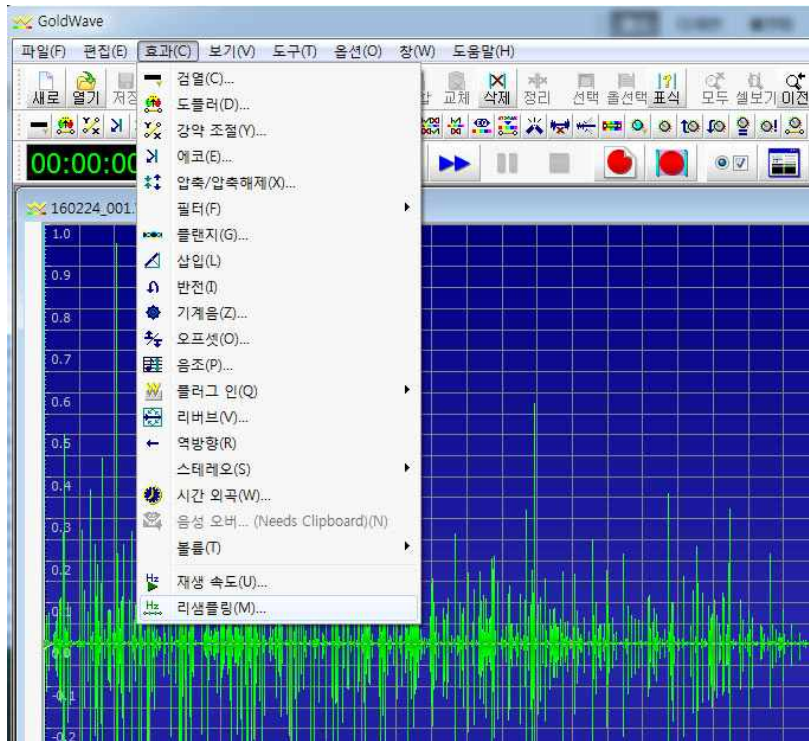 GoldWave
파일(F) 편집(E) 효과(C) 보기(V) 도구(T) 옵션(O) 창(W) 도움말(H)
새로 열기 교체 삭제 정리 선택 옵션택 표식 모두 셀보기 이전
검열(C)...
도플러(D)...
강약 조절(Y)...
에코(E)...
압축/압축해제(X)...
필터(F)
플랜지(G)...
삽입(L)
반전(I)
기계음(Z)...
오프셋(O)...
음조(P)...
플러그 인(Q)
리버브(V)...
역방향(R)
스테레오(S)
시간 외곡(W)...
음성 오버... (Needs Clipboard)(N)
볼륨(T)
재생 속도(U)...
리샘플링(M)...
00:00:00
160224_001.
1.0
0.9
0.8
0.7
0.6
0.5
0.4
0.3
0.2
0.1
0.0
-0.1
-0.2